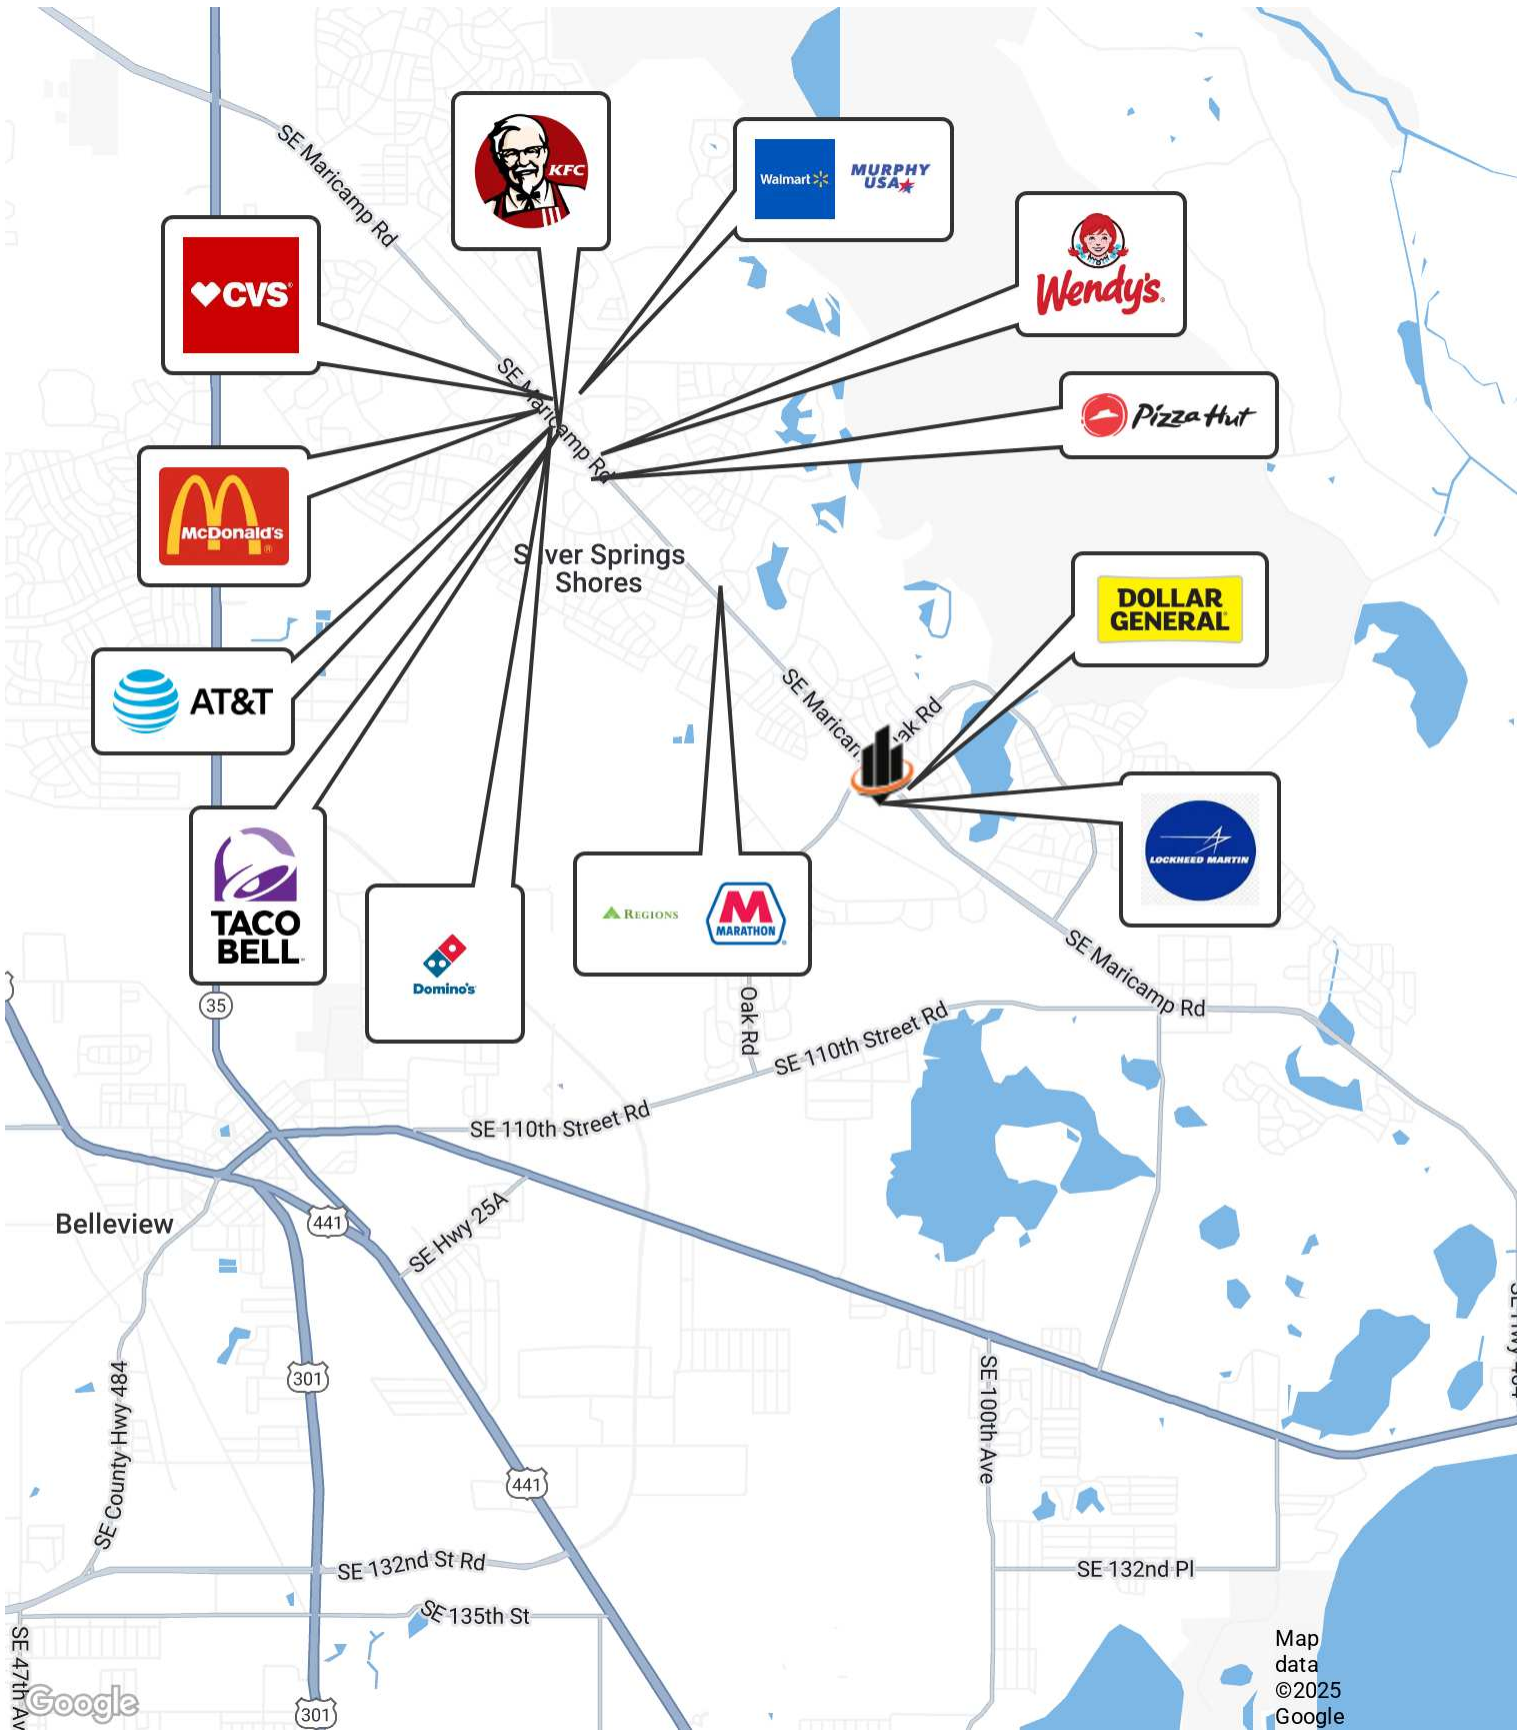 SE Maricamp Rd
KFC
Walmart
MURPHY
USA
CVS
Wendy's
SE Maricamp Rd
Pizza Hut
McDonald's
Silver Springs
Shores
DOLLAR
GENERAL
AT&T
SE Marican
ak Rd
LOCKHEED MARTIN
TACO
BELL
REGIONS
MARATHON
Domino's
SE Maricamp Rd
35
Oak Rd
SE 110th Street Rd
SE 110th Street Rd
Belleview
441
SE Hwy 25A
SE County Hwy 484
301
SE 100th Ave
441
SE 132nd St Rd
SE 132nd Pl
SE 135th St
SE 47th Av
301
Google
Map
data
©2025
Google